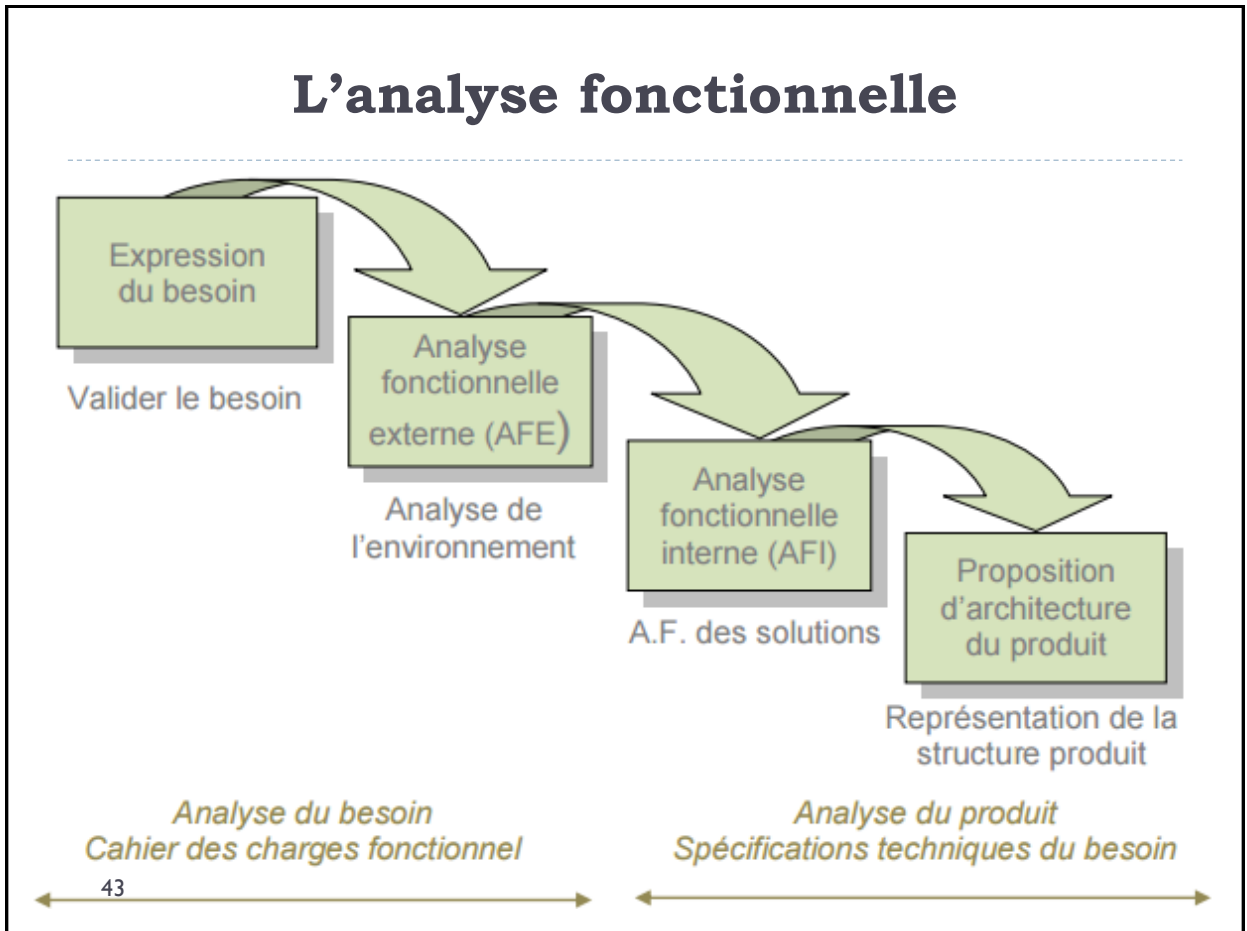 L’analyse fonctionnelle
Expression
du besoin
Valider le besoin
Analyse
fonctionnelle
externe (AFE)
Analyse de
l’environnement
Analyse
fonctionnelle
interne (AFI)
A.F. des solutions
Proposition
d’architecture
du produit
Représentation de la
structure produit
Analyse du besoin
Cahier des charges fonctionnel
Analyse du produit
Spécifications techniques du besoin
43